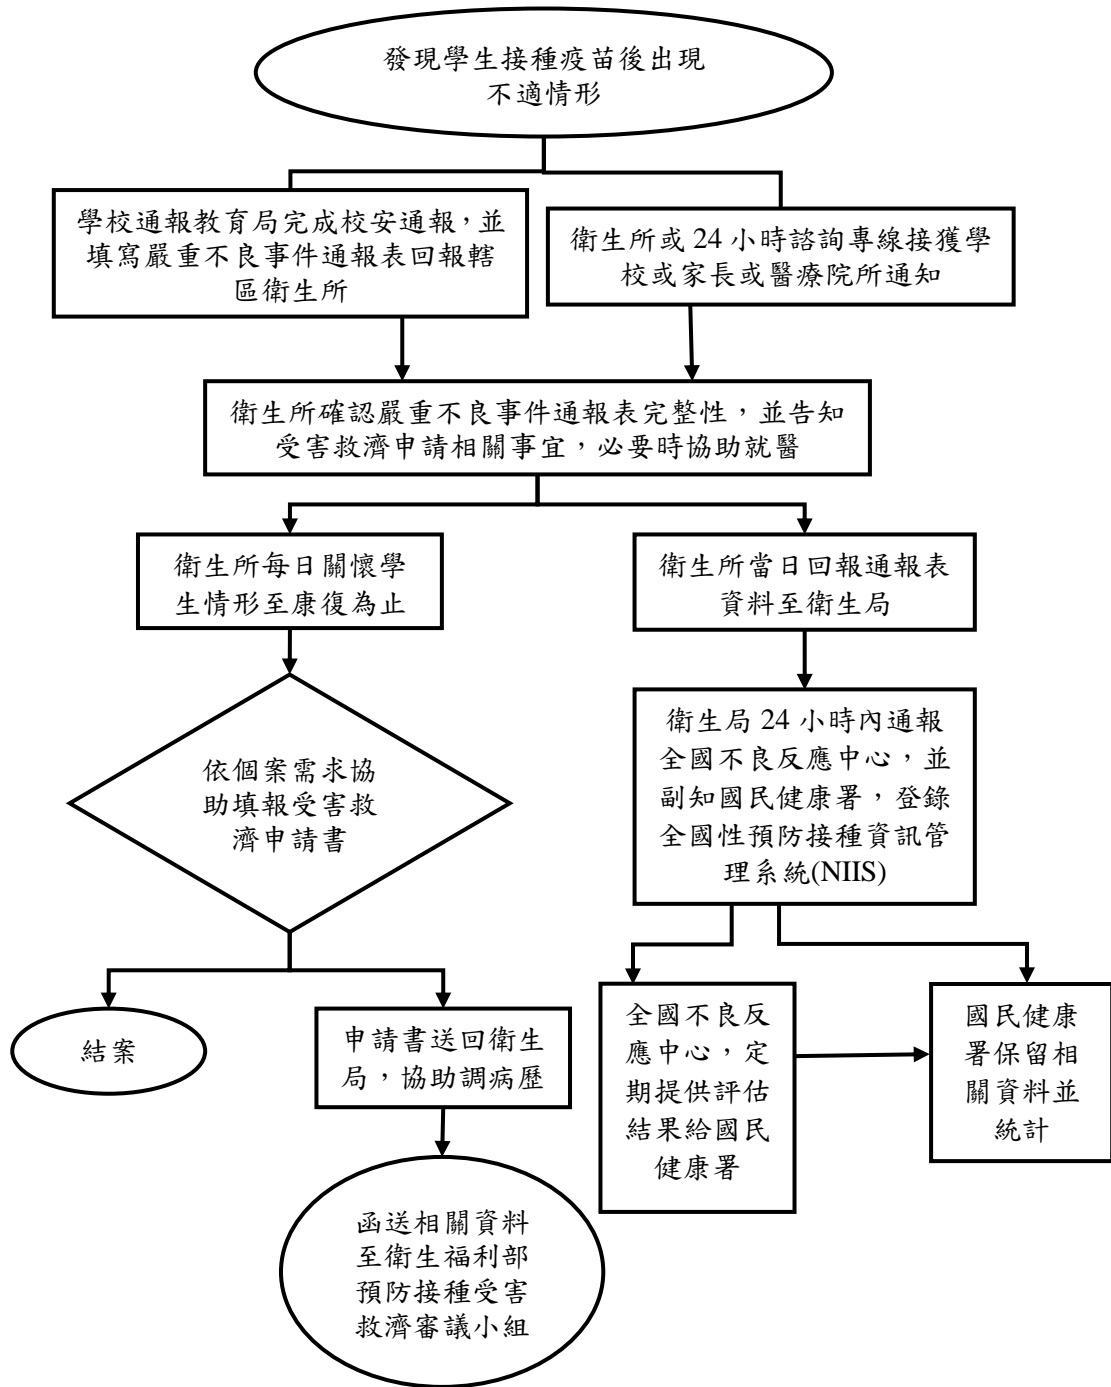 發現學生接種疫苗後出現
不適情形
學校通報教育局完成校安通報，並
填寫嚴重不良事件通報表回報轄
區衛生所
衛生所或 24 小時諮詢專線接獲學
校或家長或醫療院所通知
衛生所確認嚴重不良事件通報表完整性，並告知
受害救濟申請相關事宜，必要時協助就醫
衛生所每日關懷學
生情形至康復為止
衛生所當日回報通報表
資料至衛生局
依個案需求協
助填報受害救
濟申請書
衛生局 24 小時內通報
全國不良反應中心，並
副知國民健康署，登錄
全國性預防接種資訊管
理系統(NIIS)
結案
申請書送回衛生
局，協助調病歷
全國不良反
應中心，定
期提供評估
結果給國民
健康署
國民健康
署保留相
關資料並
統計
函送相關資料
至衛生福利部
預防接種受害
救濟審議小組